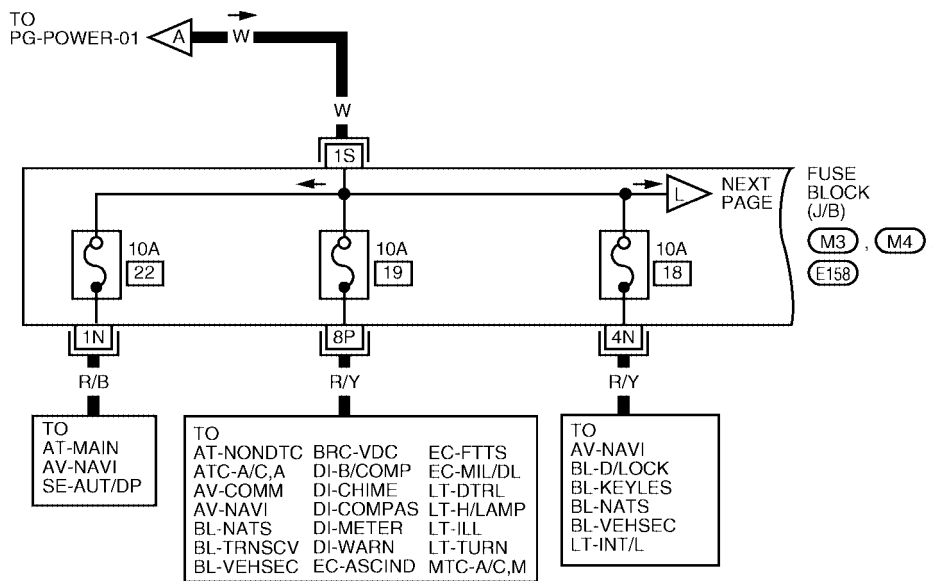 TO
PG-POWER-01
A
W
W
1S
L
NEXT
PAGE
FUSE
BLOCK
(J/B)
M3 , M4
E158
10A
22
10A
19
10A
18
1N
8P
4N
R/B
R/Y
R/Y
TO
AT-MAIN
AV-NAVI
SE-AUT/DP
TO
AT-NONDTC BRC-VDC EC-FTTS
ATC-A/C,A DI-B/COMP EC-MIL/DL
AV-COMM DI-CHIME LT-DTRL
AV-NAVI DI-COMPAS LT-H/LAMP
BL-NATS DI-METER LT-ILL
BL-TRNSCV DI-WARN LT-TURN
BL-VEHSEC EC-ASCIND MTC-A/C,M
TO
AV-NAVI
BL-D/LOCK
BL-KEYLES
BL-NATS
BL-VEHSEC
LT-INT/L